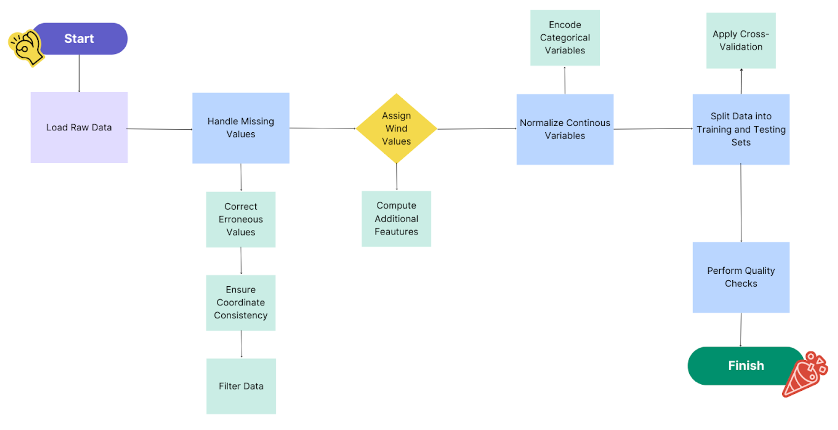 Start
Load Raw Data
Handle Missing
Values
Correct
Erroneous
Values
Ensure
Coordinate
Consistency
Filter Data
Assign
Wind
Values
Compute
Additional
Feautures
Encode
Categorical
Variables
Normalize Continous
Variables
Apply Cross-
Validation
Split Data into
Training and Testing
Sets
Perform Quality
Checks
Finish